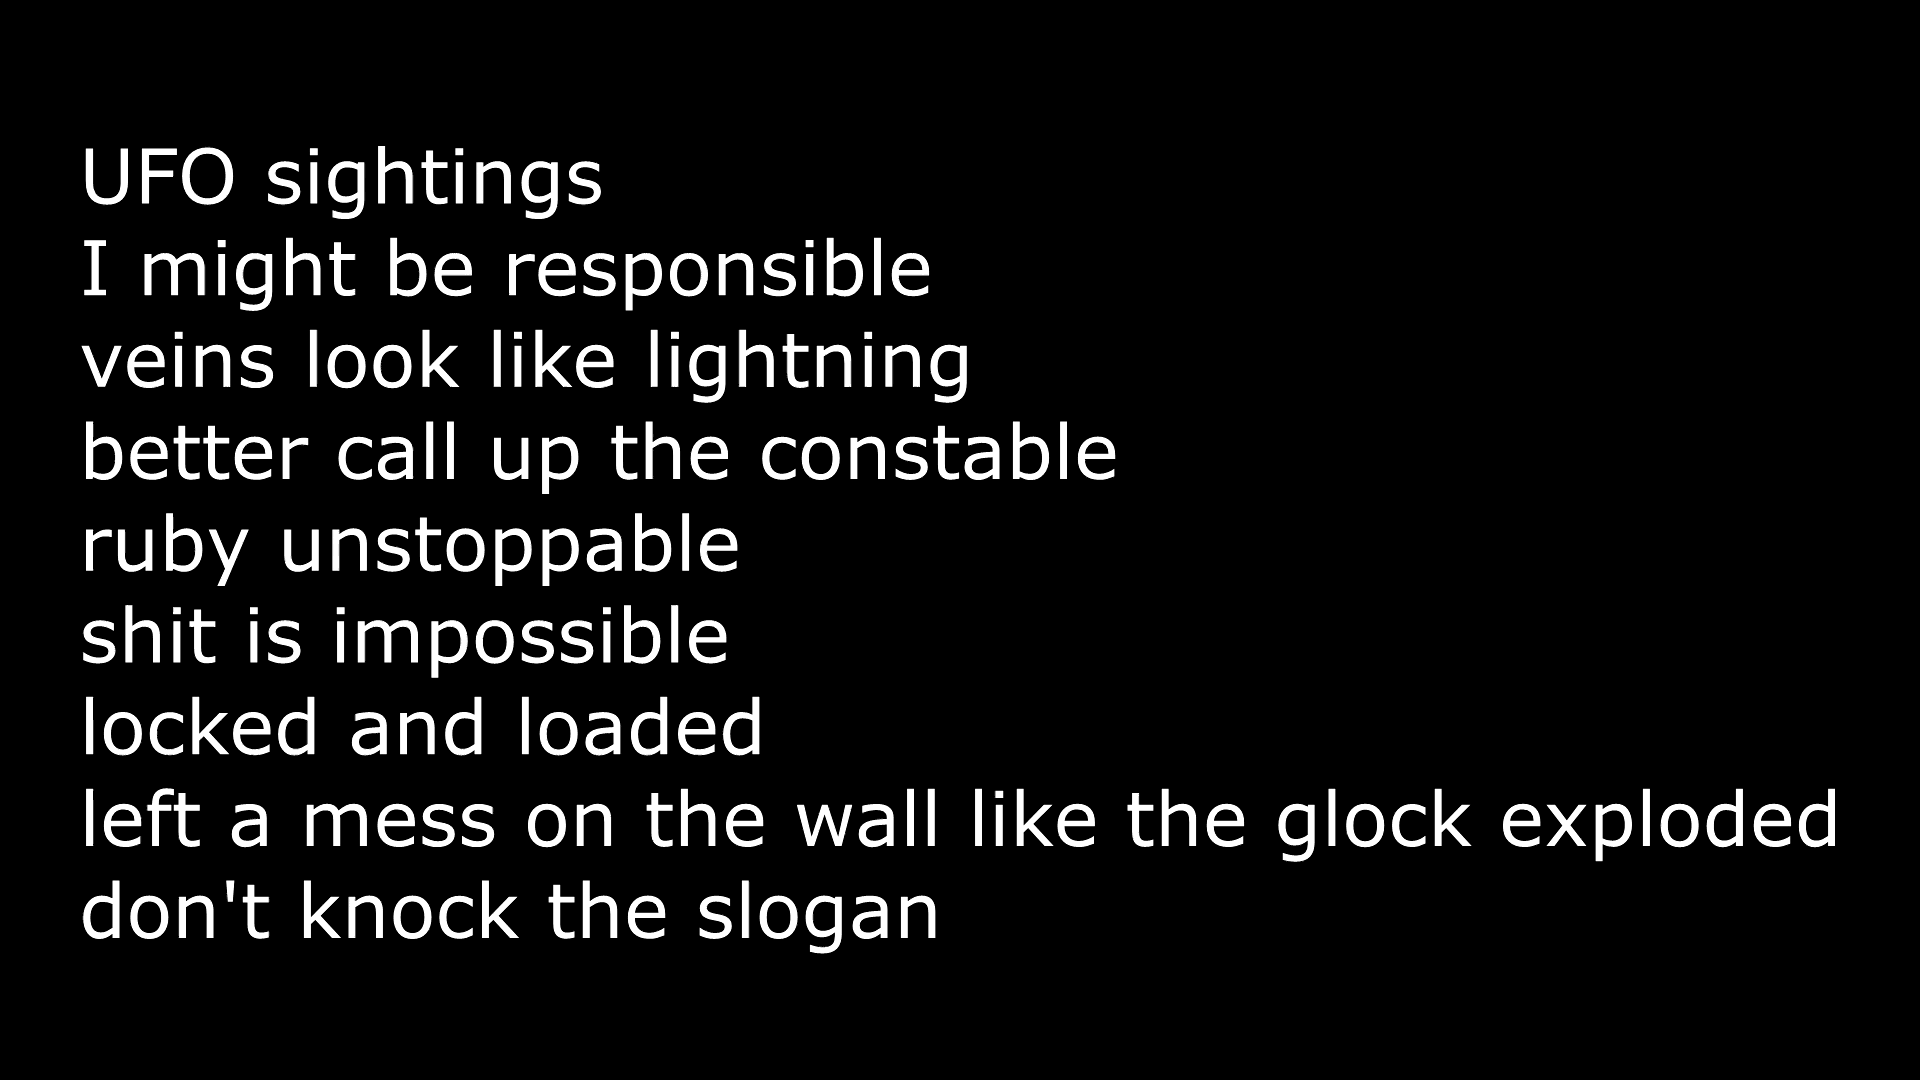 UFO sightings
I might be responsible
veins look like lightning
better call up the constable
ruby unstoppable
shit is impossible
locked and loaded
left a mess on the wall like the glock exploded
don't knock the slogan